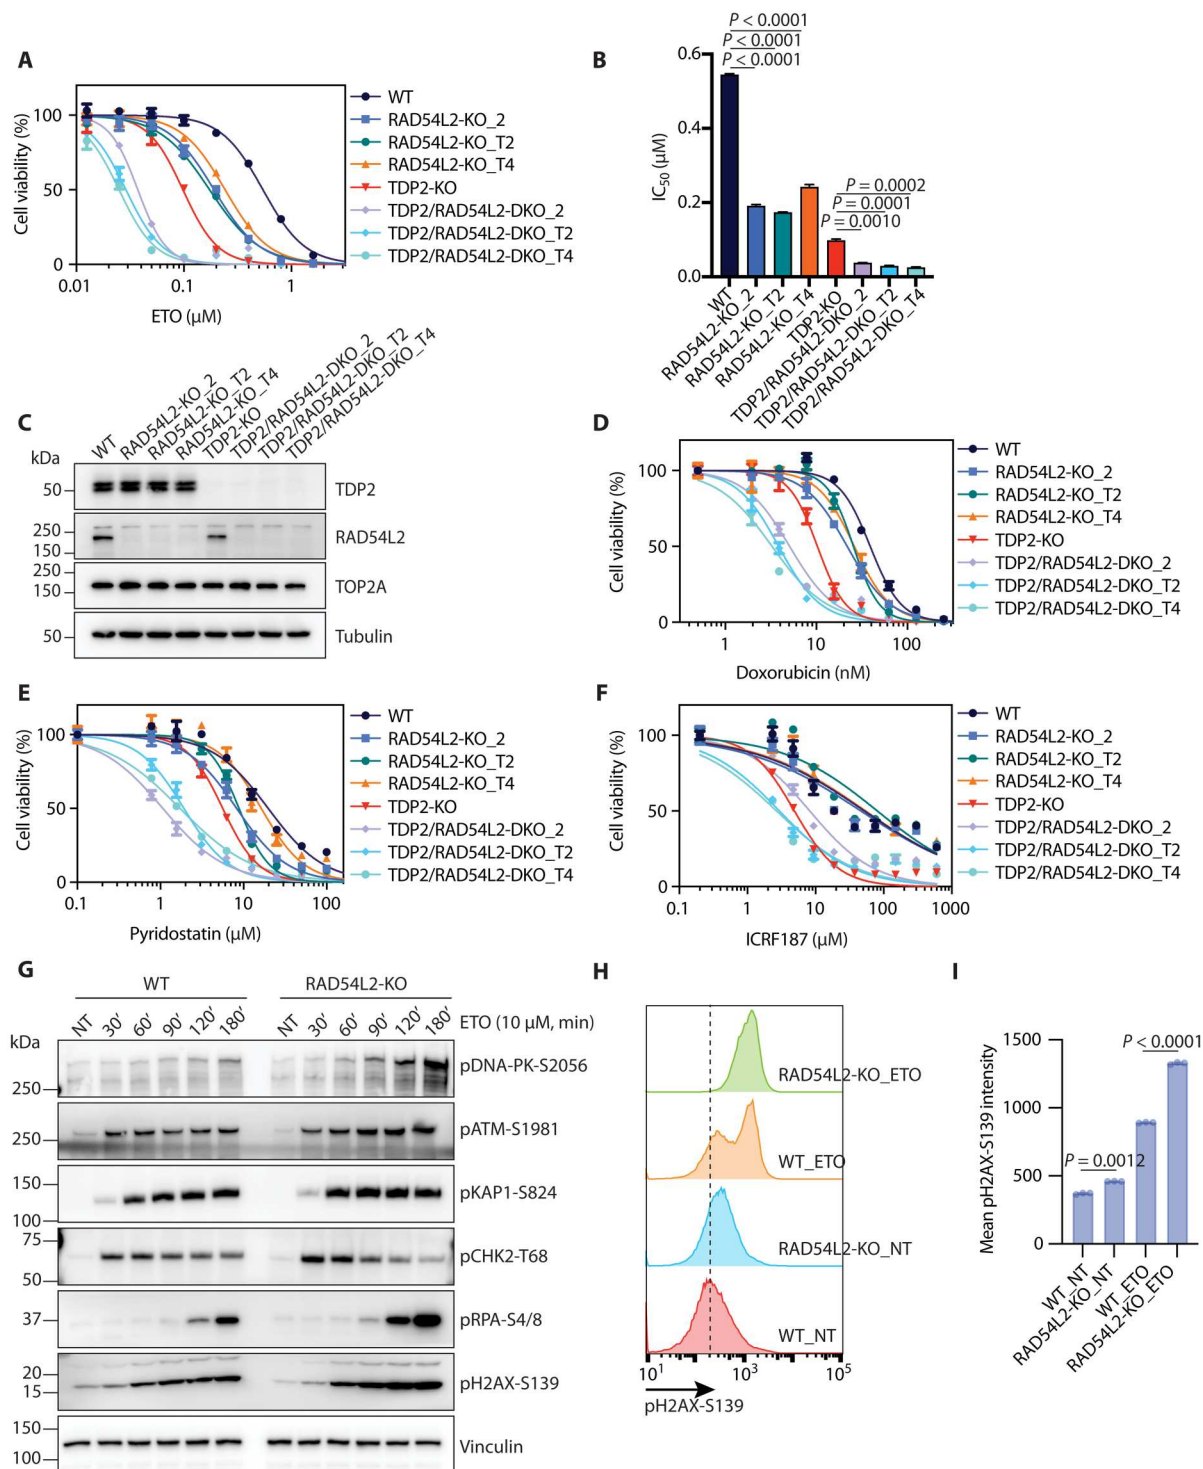 A
Cell viability (%)
100
50
0
0.01
0.1
1
ETO (μM)
WT
RAD54L2-KO_2
RAD54L2-KO_T2
RAD54L2-KO_T4
TDP2-KO
TDP2/RAD54L2-DKO_2
TDP2/RAD54L2-DKO_T2
TDP2/RAD54L2-DKO_T4
B
P < 0.0001
P < 0.0001
P < 0.0001
P = 0.0002
P = 0.0001
P = 0.0010
IC50 (μM)
0.6
0.4
0.2
0.0
WT
RAD54L2-KO_2
RAD54L2-KO_T2
RAD54L2-KO_T4
TDP2-KO
TDP2/RAD54L2-DKO_2
TDP2/RAD54L2-DKO_T2
TDP2/RAD54L2-DKO_T4
C
WT
RAD54L2-KO_2
RAD54L2-KO_T2
RAD54L2-KO_T4
TDP2-KO
TDP2/RAD54L2-DKO_2
TDP2/RAD54L2-DKO_T2
TDP2/RAD54L2-DKO_T4
kDa
50
TDP2
250
150
RAD54L2
250
150
TOP2A
50
Tubulin
D
Cell viability (%)
100
50
0
1
10
100
Doxorubicin (nM)
WT
RAD54L2-KO_2
RAD54L2-KO_T2
RAD54L2-KO_T4
TDP2-KO
TDP2/RAD54L2-DKO_2
TDP2/RAD54L2-DKO_T2
TDP2/RAD54L2-DKO_T4
E
Cell viability (%)
100
50
0
0.1
1
10
100
Pyridostatin (μM)
WT
RAD54L2-KO_2
RAD54L2-KO_T2
RAD54L2-KO_T4
TDP2-KO
TDP2/RAD54L2-DKO_2
TDP2/RAD54L2-DKO_T2
TDP2/RAD54L2-DKO_T4
F
Cell viability (%)
100
50
0
0.1
1
10
100
1000
ICRF187 (μM)
WT
RAD54L2-KO_2
RAD54L2-KO_T2
RAD54L2-KO_T4
TDP2-KO
TDP2/RAD54L2-DKO_2
TDP2/RAD54L2-DKO_T2
TDP2/RAD54L2-DKO_T4
G
WT
RAD54L2-KO
NT 30′ 60′ 90′ 120′ 180′ NT 30′ 60′ 90′ 120′ 180′ ETO (10 μM, min)
kDa
250
pDNA-PK-S2056
250
pATM-S1981
150
100
pKAP1-S824
75
50
pCHK2-T68
37
pRPA-S4/8
20
15
pH2AX-S139
150
100
Vinculin
H
RAD54L2-KO_ETO
WT_ETO
RAD54L2-KO_NT
WT_NT
10^1
10^3
10^5
pH2AX-S139
I
Mean pH2AX-S139 intensity
1500
1000
500
0
P < 0.0001
P = 0.0012
WT_NT
RAD54L2-KO_NT
WT_ETO
RAD54L2-KO_ETO